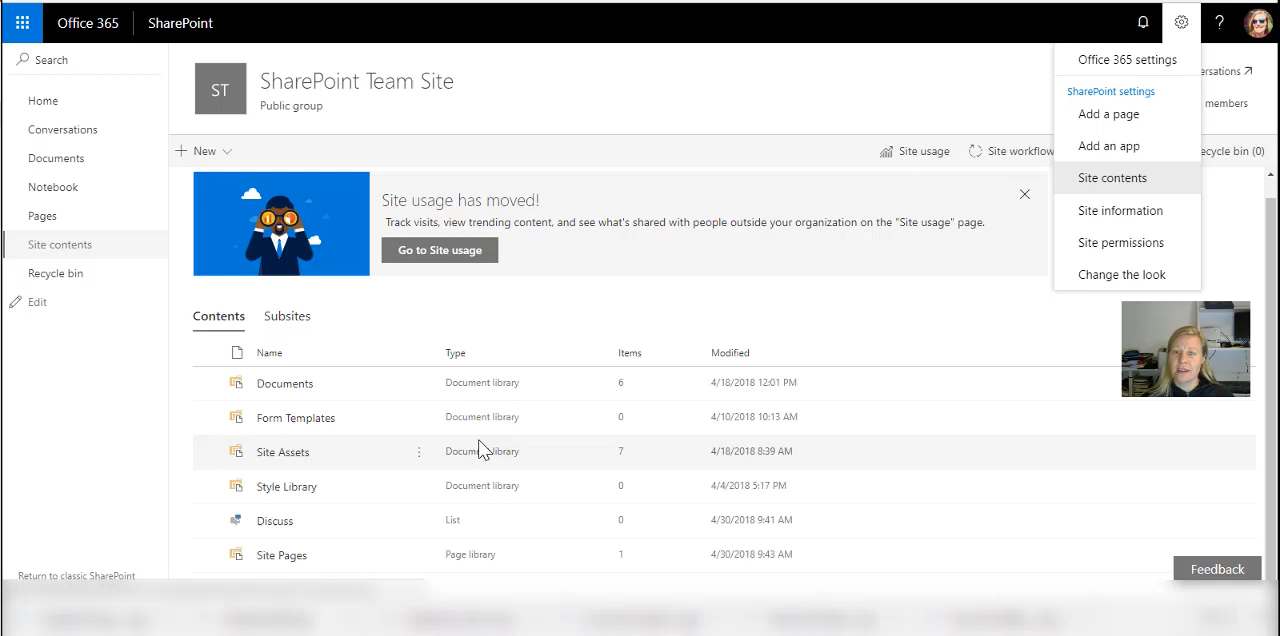 Office 365 SharePoint
Search
Home
Conversations
Documents
Notebook
Pages
Site contents
Recycle bin
Edit
Return to classic SharePoint
ST
SharePoint Team Site
Public group
New
Site usage
Site workflow
ecycle bin (0)
ersations
members
?
Office 365 settings
SharePoint settings
Add a page
Add an app
Site contents
Site information
Site permissions
Change the look
Site usage has moved!
Track visits, view trending content, and see what's shared with people outside your organization on the "Site usage" page.
Go to Site usage
Contents Subsites
Name Type Items Modified
Documents Document library 6 4/18/2018 12:01 PM
Form Templates Document library 0 4/10/2018 10:13 AM
Site Assets Document library 7 4/18/2018 8:39 AM
Style Library Document library 0 4/4/2018 5:17 PM
Discuss List 0 4/30/2018 9:41 AM
Site Pages Page library 1 4/30/2018 9:43 AM
Feedback